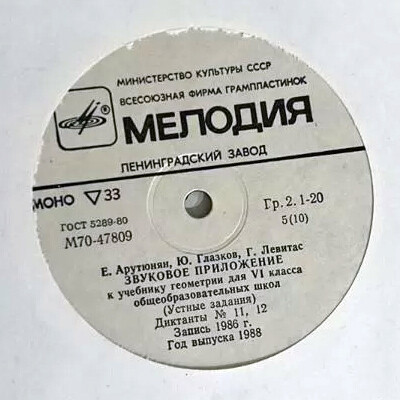 МИНИСТЕРСТВО КУЛЬТУРЫ СССР
ВСЕСОЮЗНАЯ ФИРМА ГРАМПЛАСТИНОК
®
МЕЛОДИЯ
ЛЕНИНГРАДСКИЙ ЗАВОД
МОНО ▽ 33
ГОСТ 5289-80
М70-47809
Гр. 2. 1-20
5 (10)
Е. Арутюнян, Ю. Глазков, Г. Левитас
ЗВУКОВОЕ ПРИЛОЖЕНИЕ
к учебнику геометрии для VI класса
общеобразовательных школ
(Устные задания)
Диктанты № 11, 12
Запись 1986 г.
Год выпуска 1988